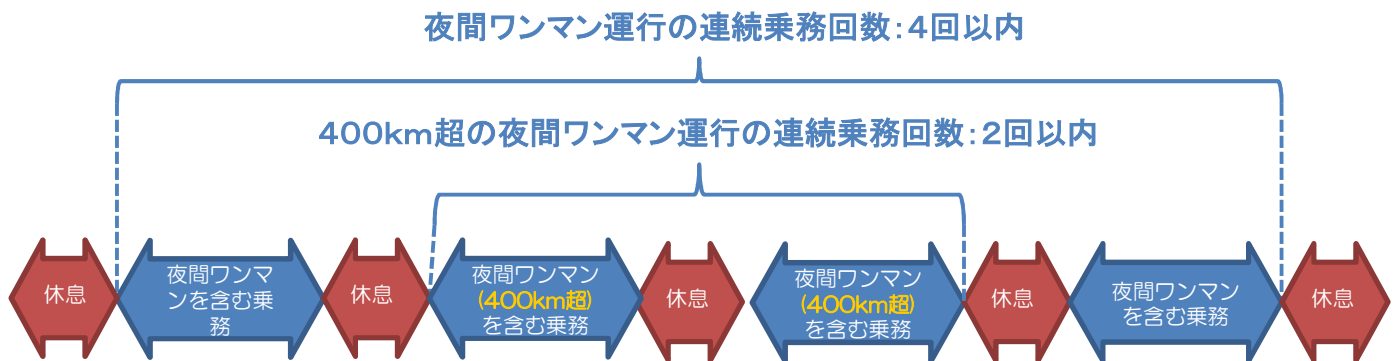 夜間ワンマン運行の連続乗務回数：4回以内
400km超の夜間ワンマン運行の連続乗務回数：2回以内
休息
夜間ワンマ
ンを含む乗
務
休息
夜間ワンマン
(400km超)
を含む乗務
休息
夜間ワンマン
(400km超)
を含む乗務
休息
夜間ワンマン
を含む乗務
休息